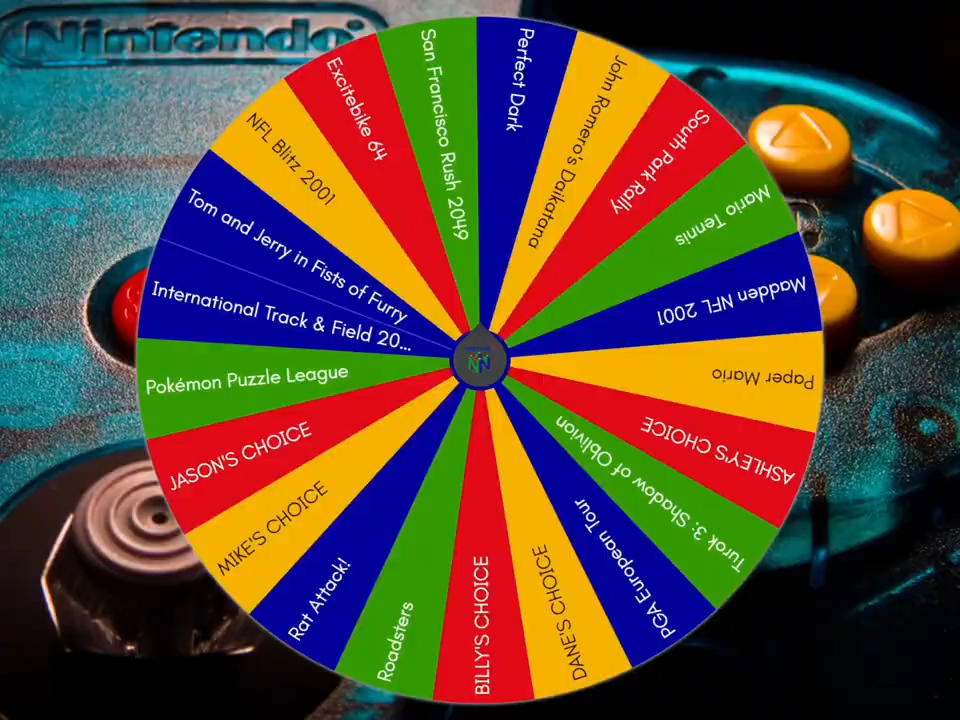 Nintendo
Perfect Dark
John Romero's Daikatana
South Park Rally
Mario Tennis
Madden NFL 2001
Paper Mario
ASHLEY'S CHOICE
Turok 3: Shadow of Oblivion
PGA European Tour
DANE'S CHOICE
BILLY'S CHOICE
Roadsters
Rat Attack!
MIKE'S CHOICE
JASON'S CHOICE
Pokémon Puzzle League
International Track & Field 20...
Tom and Jerry in Fists of Furry
NFL Blitz 2001
Excitebike 64
San Francisco Rush 2049